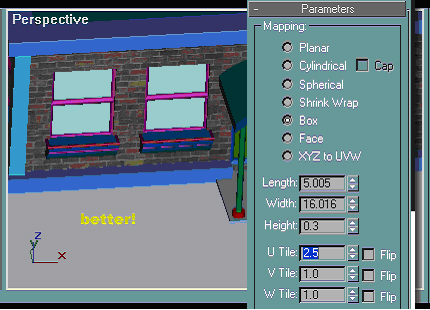 Perspective
better!
z
y
x
- Parameters
Mapping:
Planar
Cylindrical Cap
Spherical
Shrink Wrap
Box
Face
XYZ to UVW
Length: 5.005
Width: 16.016
Height: 0.3
U Tile: 2.5 Flip
V Tile: 1.0 Flip
W Tile: 1.0 Flip